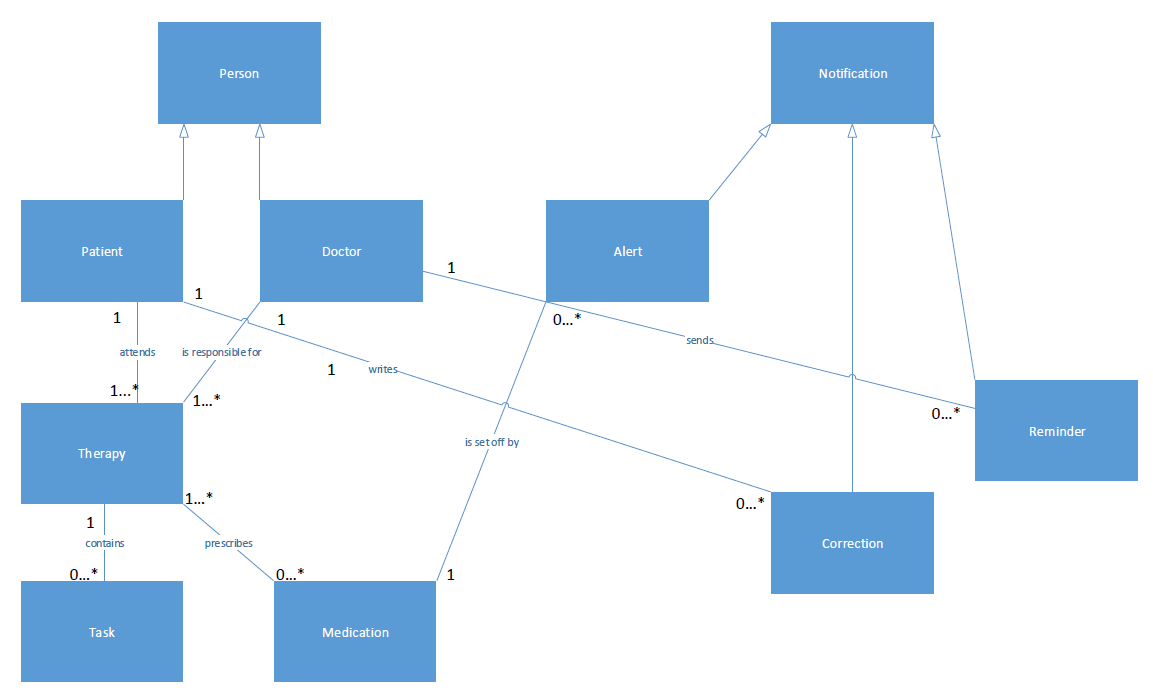 Person
Notification
Patient
Doctor
Alert
1
1
1
1
0...*
attends
is responsible for
sends
1
writes
1...*
1...*
0...*
Reminder
is set off by
Therapy
1...*
0...*
1
contains
prescribes
Correction
0...*
0...*
1
Task
Medication